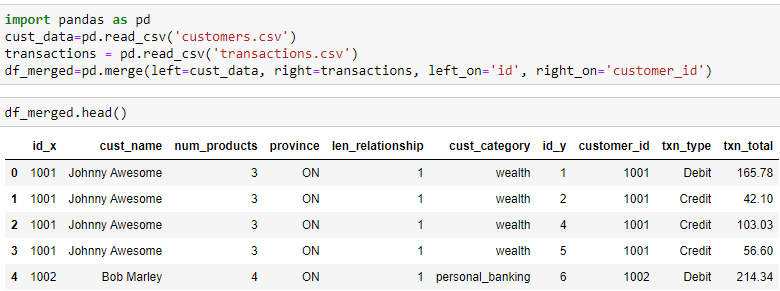 import pandas as pd
cust_data=pd.read_csv('customers.csv')
transactions = pd.read_csv('transactions.csv')
df_merged=pd.merge(left=cust_data, right=transactions, left_on='id', right_on='customer_id')
df_merged.head()
id_x cust_name num_products province len_relationship cust_category id_y customer_id txn_type txn_total
0 1001 Johnny Awesome 3 ON 1 wealth 1 1001 Debit 165.78
1 1001 Johnny Awesome 3 ON 1 wealth 2 1001 Credit 42.10
2 1001 Johnny Awesome 3 ON 1 wealth 4 1001 Credit 103.03
3 1001 Johnny Awesome 3 ON 1 wealth 5 1001 Credit 56.60
4 1002 Bob Marley 4 ON 1 personal_banking 6 1002 Debit 214.34